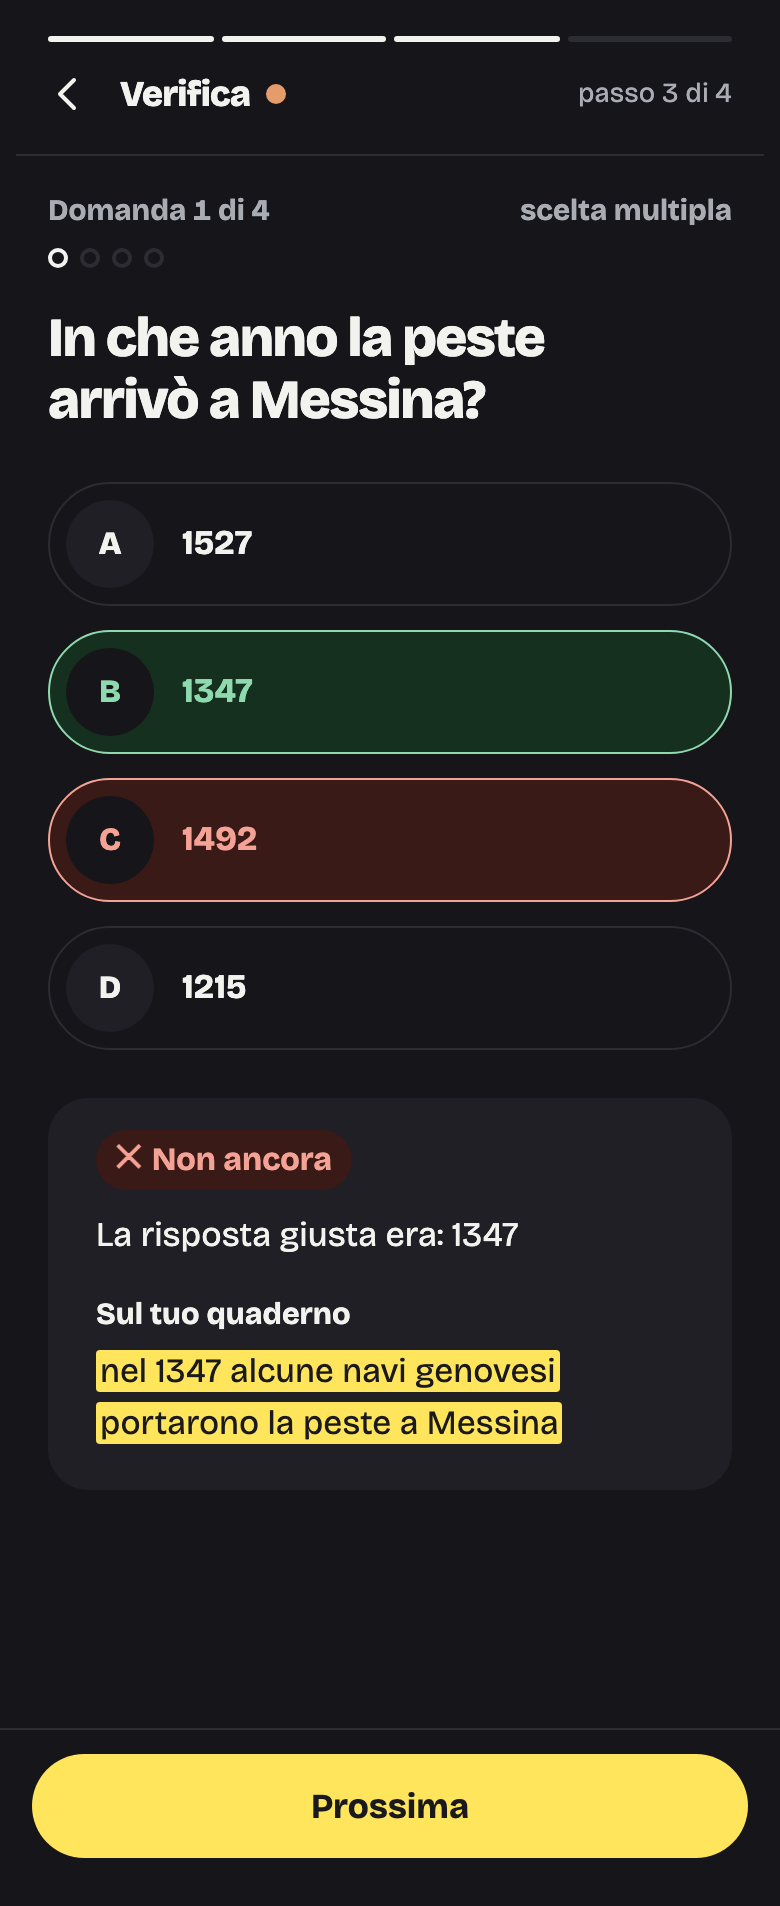 Verifica
passo 3 di 4
Domanda 1 di 4
scelta multipla
In che anno la peste
arrivò a Messina?
A 1527
B 1347
C 1492
D 1215
Non ancora
La risposta giusta era: 1347
Sul tuo quaderno
nel 1347 alcune navi genovesi
portarono la peste a Messina
Prossima